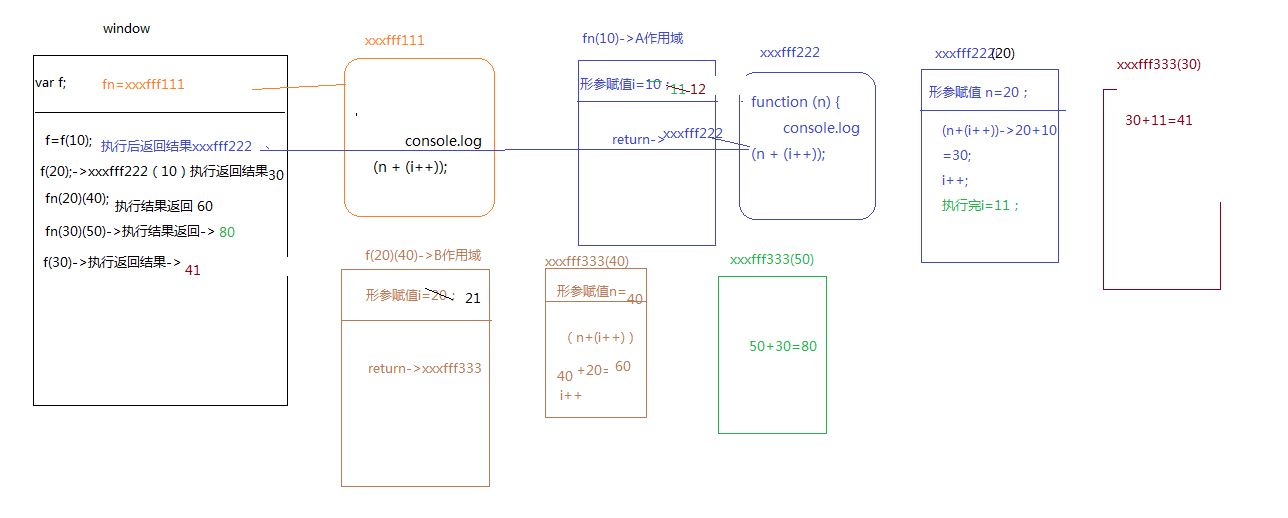 window
var f;
fn=xxxfff111
f=f(10);
执行后返回结果xxxfff222
f(20);->xxxfff222（10）执行返回结果30
fn(20)(40);
执行结果返回 60
fn(30)(50)->执行结果返回-> 80
f(30)->执行返回结果->
41
xxxfff111
console.log
(n + (i++));
fn(10)->A作用域
形参赋值i=10；
11
12
return->
xxxfff222
xxxfff222
function (n) {
console.log
(n + (i++));
xxxfff222(20)
形参赋值 n=20；
(n+(i++))->20+10
=30;
i++;
执行完i=11；
xxxfff333(30)
30+11=41
f(20)(40)->B作用域
形参赋值i=20；
21
return->xxxfff333
xxxfff333(40)
形参赋值n=
40
（n+(i++)）
40
+20=
60
i++
xxxfff333(50)
50+30=80